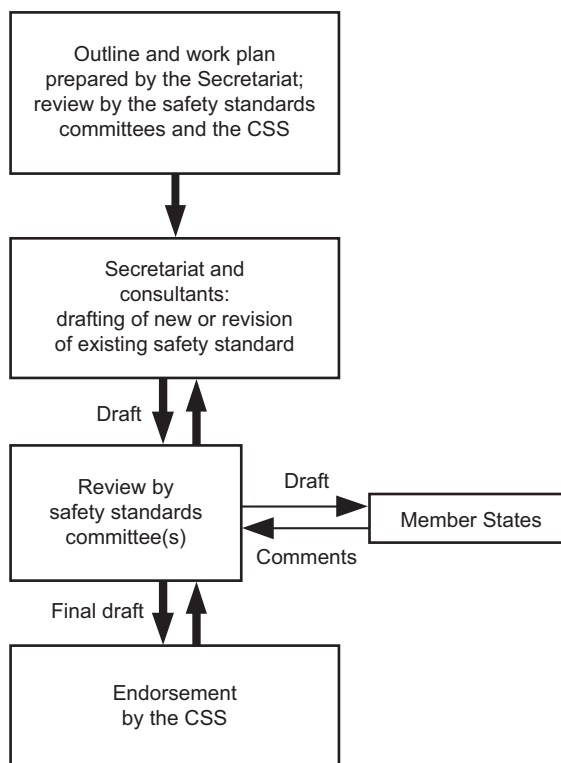 Outline and work plan
prepared by the Secretariat;
review by the safety standards
committees and the CSS
Secretariat and
consultants:
drafting of new or revision
of existing safety standard
Draft
Review by
safety standards
committee(s)
Draft
Member States
Comments
Final draft
Endorsement
by the CSS